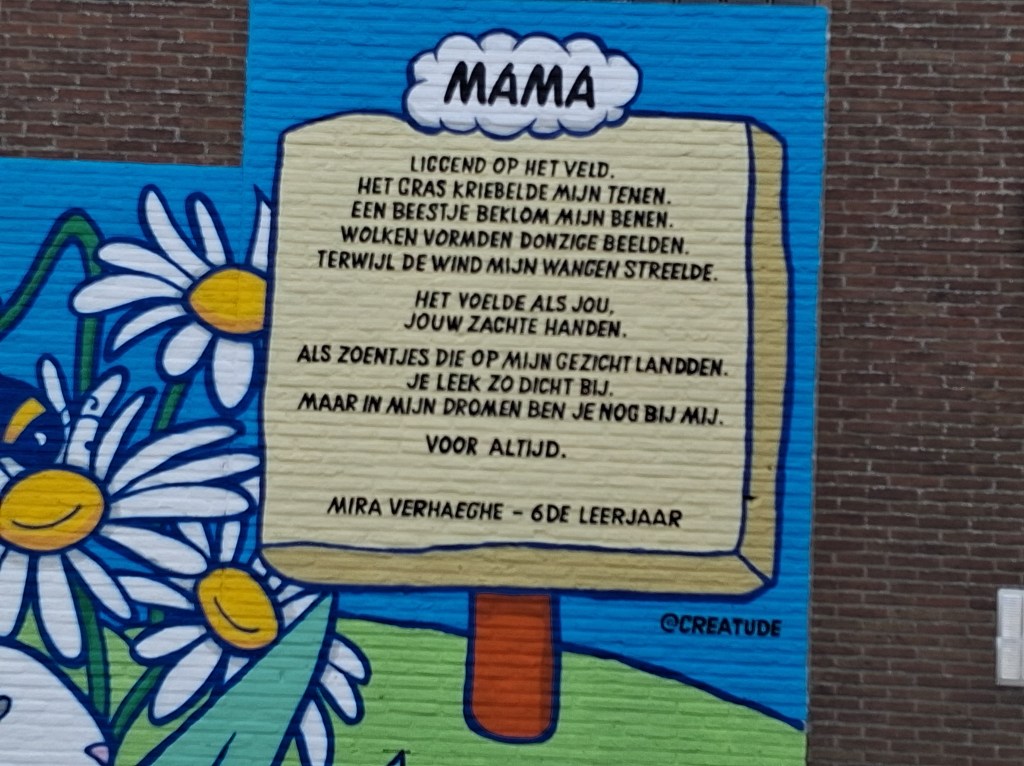 MAMA
LIGGEND OP HET VELD.
HET GRAS KRIEBELDE MIJN TENEN.
EEN BEESTJE BEKLOM MIJN BENEN.
WOLKEN VORMDEN DONZIGE BEELDEN.
TERWIJL DE WIND MIJN WANGEN STREELDE.
HET VOELDE ALS JOU,
JOUW ZACHTE HANDEN.
ALS ZOENTJES DIE OP MIJN GEZICHT LANDDEN.
JE LEEK ZO DICHT BIJ.
MAAR IN MIJN DROMEN BEN JE NOG BIJ MIJ.
VOOR ALTIJD.
MIRA VERHAEGHE - 6DE LEERJAAR
@CREATUDE